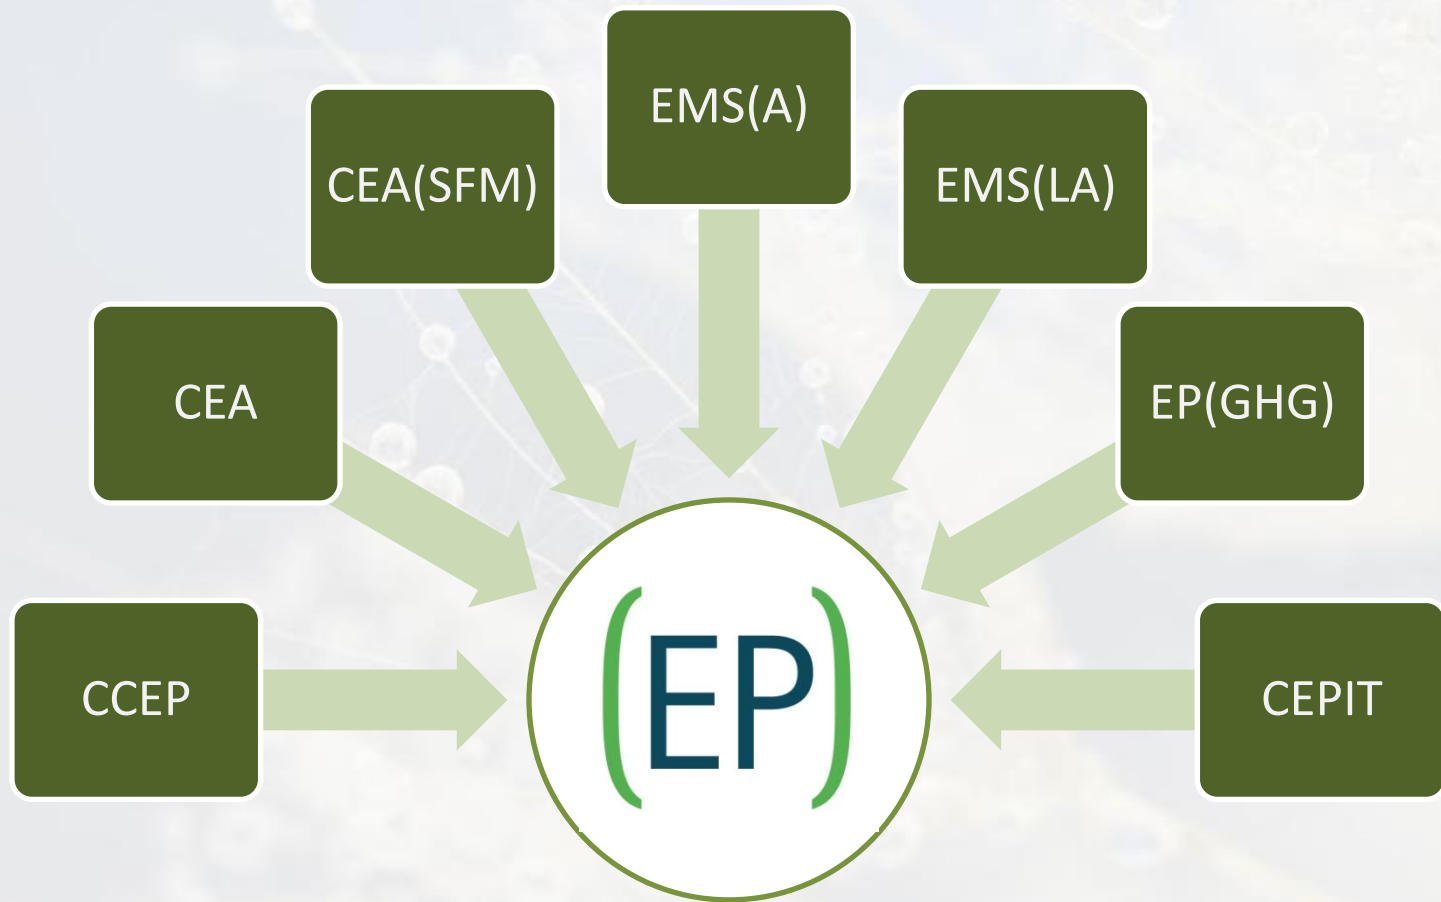 EMS(A)
CEA(SFM)
EMS(LA)
CEA
EP(GHG)
CCEP
(EP)
CEPIT